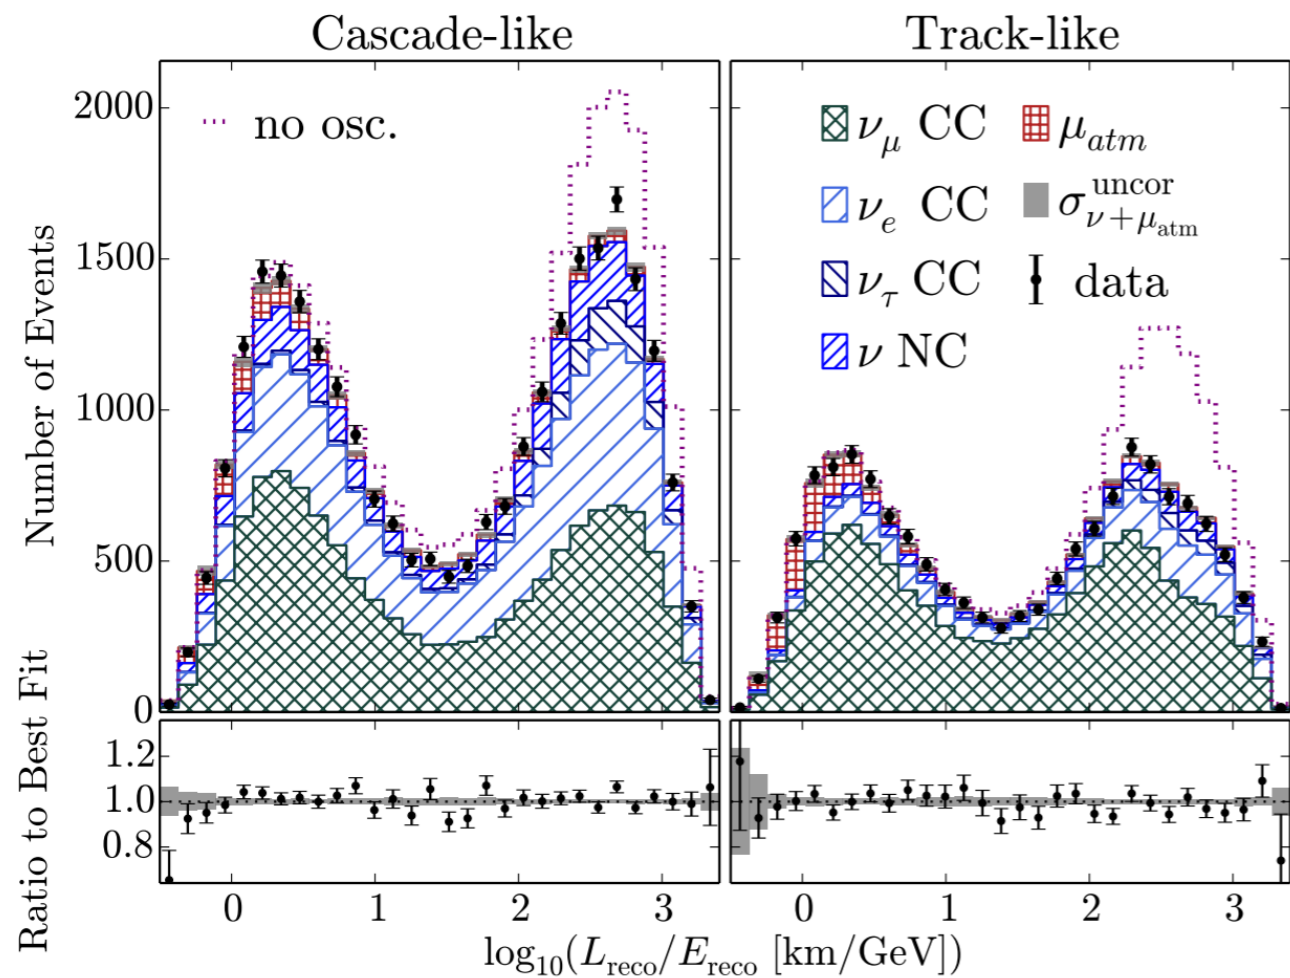 Cascade-like
Track-like
Number of Events
2000
1500
1000
500
0
no osc.
ν_μ CC
ν_e CC
ν_τ CC
ν NC
μ_atm
σ^uncor_ν+μ_atm
data
Ratio to Best Fit
1.2
1.0
0.8
0 1 2 3
0 1 2 3
log₁₀(L_reco/E_reco [km/GeV])